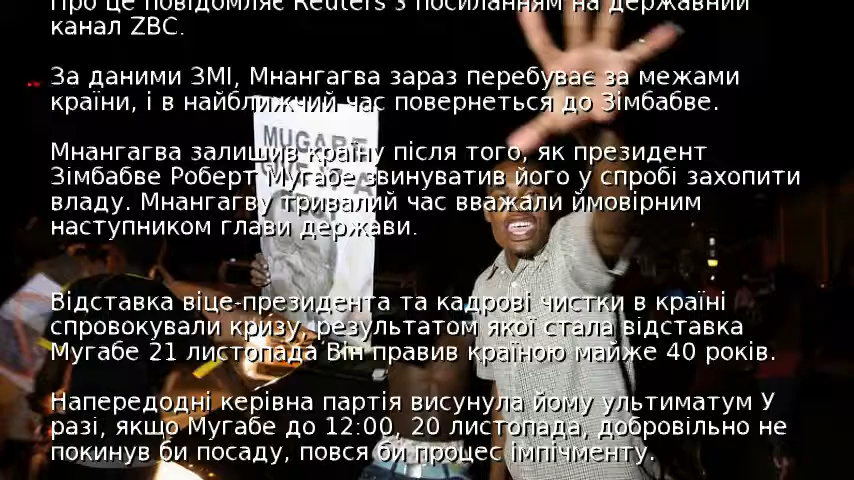 Про це повідомляє Reuters з посиланням на державний
канал ZBC.
За даними ЗМІ, Мнангагва зараз перебуває за межами
країни, і в найближчий час повернеться до Зімбабве.
MUGABE
Мнангагва залишив країну після того, як президент
Зімбабве Роберт Мугабе звинуватив його у спробі захопити
владу. Мнангагву тривалий час вважали ймовірним
наступником глави держави.
Відставка віце-президента та кадрові чистки в країні
спровокували кризу, результатом якої стала відставка
Мугабе 21 листопада Він правив країною майже 40 років.
Напередодні керівна партія висунула йому ультиматум У
разі, якщо Мугабе до 12:00, 20 листопада, добровільно не
покинув би посаду, повся би процес імпічменту.